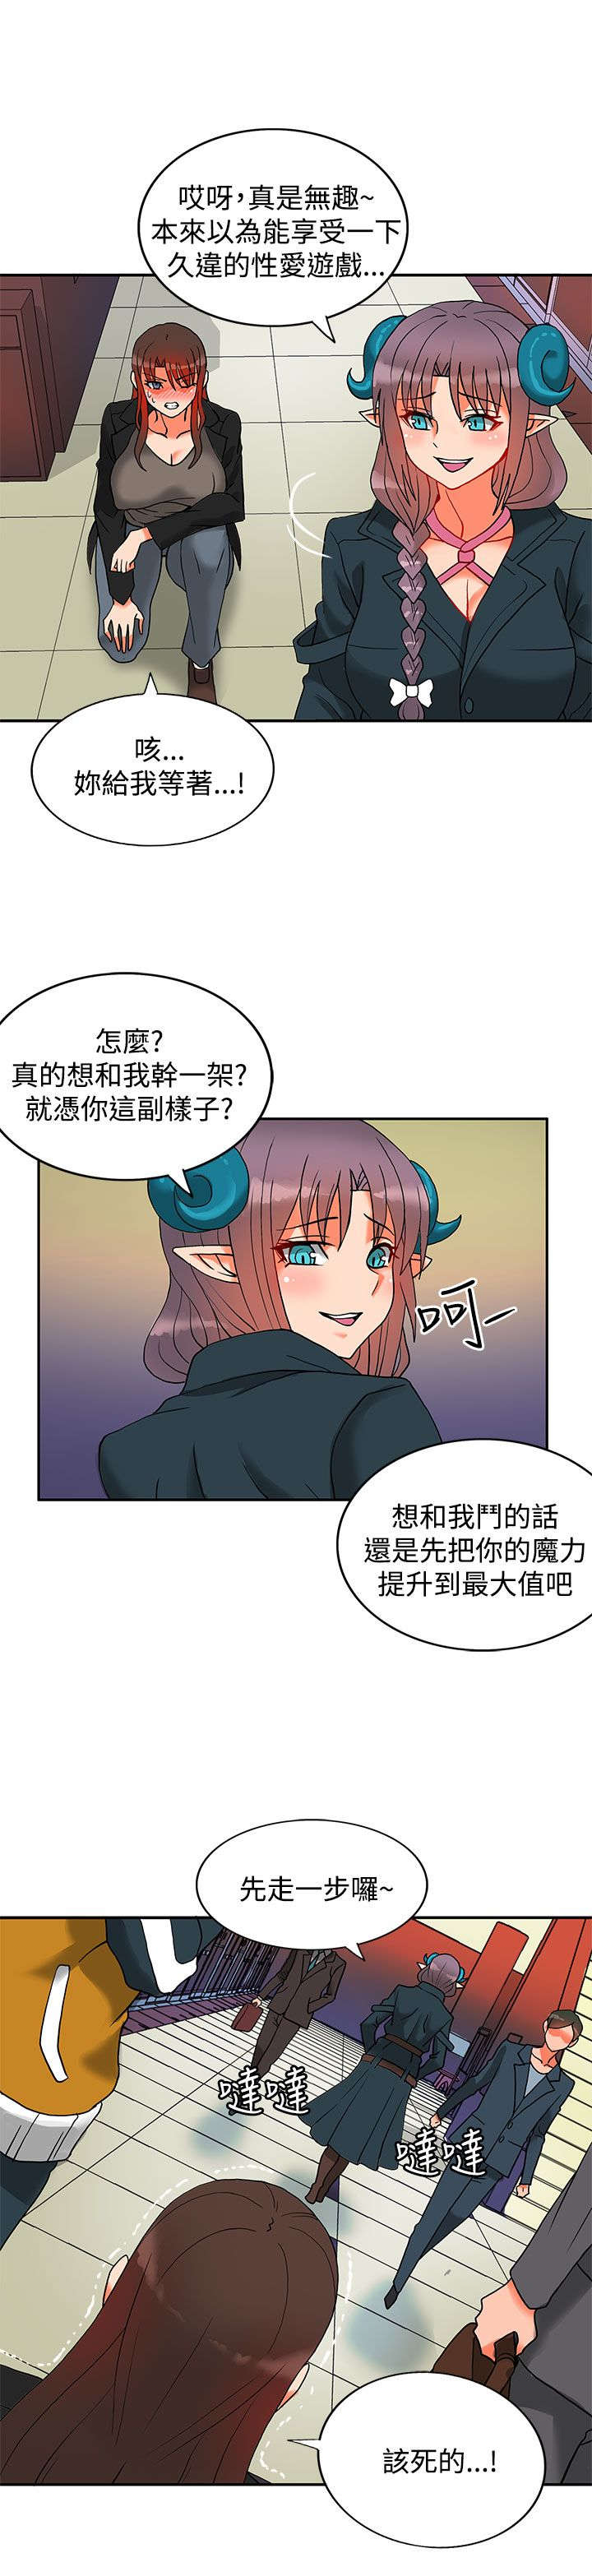 哎呀,真是無趣~
本來以為能享受一下
久違的性愛遊戲...
咳...
妳給我等著...!
怎麼?
真的想和我幹一架?
就憑你這副樣子?
呵-
想和我鬥的話
還是先把你的魔力
提升到最大值吧
先走一步囉~
噠噠
噠噠
該死的...!